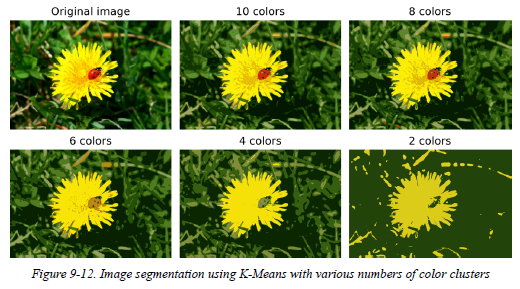 Original image
10 colors
8 colors
6 colors
4 colors
2 colors
Figure 9-12. Image segmentation using K-Means with various numbers of color clusters